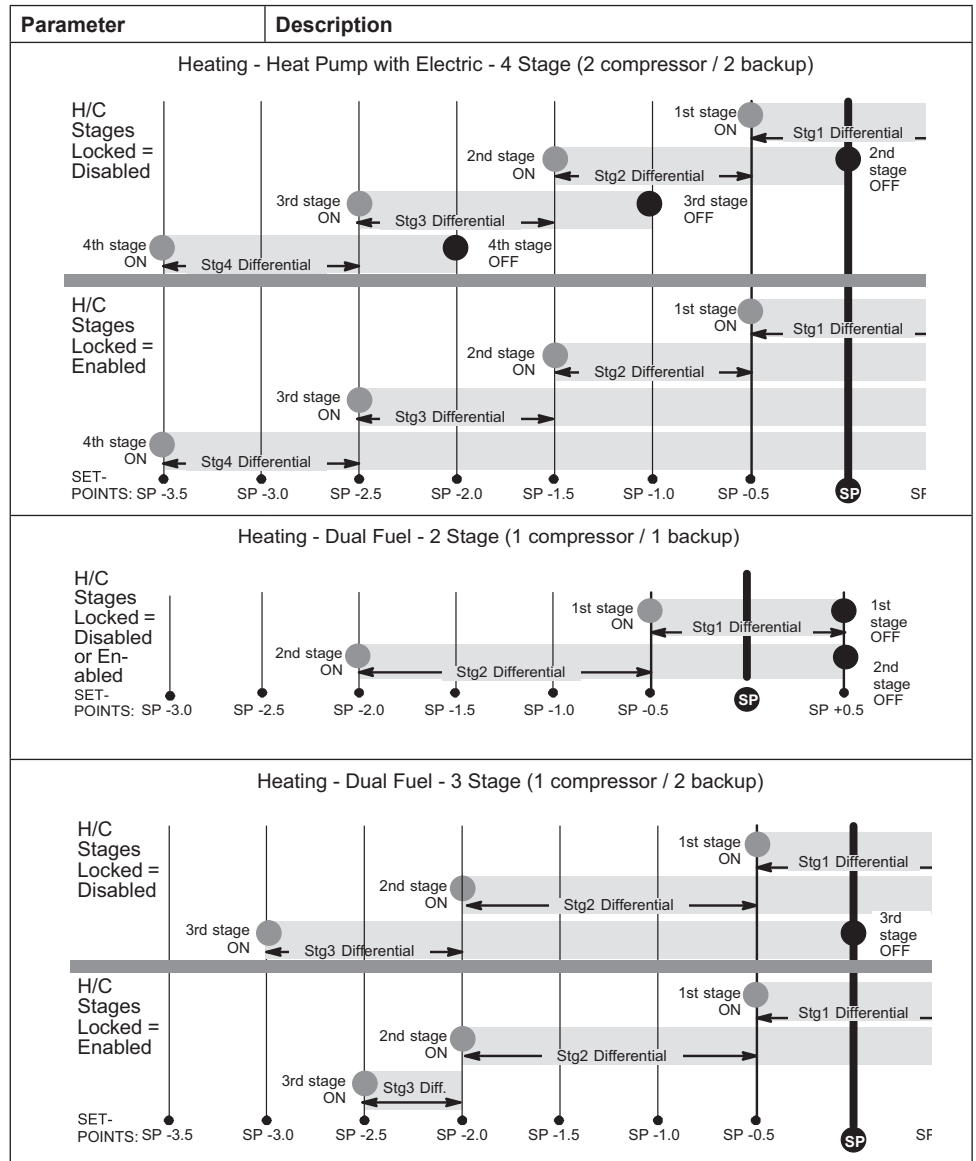 Parameter Description
Heating - Heat Pump with Electric - 4 Stage (2 compressor / 2 backup)
H/C
Stages
Locked =
Disabled
1st stage
ON
Stg1 Differential
2nd stage
ON
Stg2 Differential
2nd
stage
OFF
3rd stage
ON
Stg3 Differential
3rd stage
OFF
4th stage
ON
Stg4 Differential
4th stage
OFF
H/C
Stages
Locked =
Enabled
1st stage
ON
Stg1 Differential
2nd stage
ON
Stg2 Differential
3rd stage
ON
Stg3 Differential
4th stage
ON
Stg4 Differential
SET-
POINTS: SP -3.5 SP -3.0 SP -2.5 SP -2.0 SP -1.5 SP -1.0 SP -0.5 SP SP
Heating - Dual Fuel - 2 Stage (1 compressor / 1 backup)
H/C
Stages
Locked =
Disabled
or En-
abled
1st stage
ON
Stg1 Differential
1st
stage
OFF
2nd stage
ON
Stg2 Differential
2nd
stage
OFF
SET-
POINTS: SP -3.0 SP -2.5 SP -2.0 SP -1.5 SP -1.0 SP -0.5 SP SP +0.5
Heating - Dual Fuel - 3 Stage (1 compressor / 2 backup)
H/C
Stages
Locked =
Disabled
1st stage
ON
Stg1 Differential
2nd stage
ON
Stg2 Differential
3rd stage
ON
Stg3 Differential
3rd
stage
OFF
H/C
Stages
Locked =
Enabled
1st stage
ON
Stg1 Differential
2nd stage
ON
Stg2 Differential
3rd stage
ON
Stg3 Diff.
SET-
POINTS: SP -3.5 SP -3.0 SP -2.5 SP -2.0 SP -1.5 SP -1.0 SP -0.5 SP SP